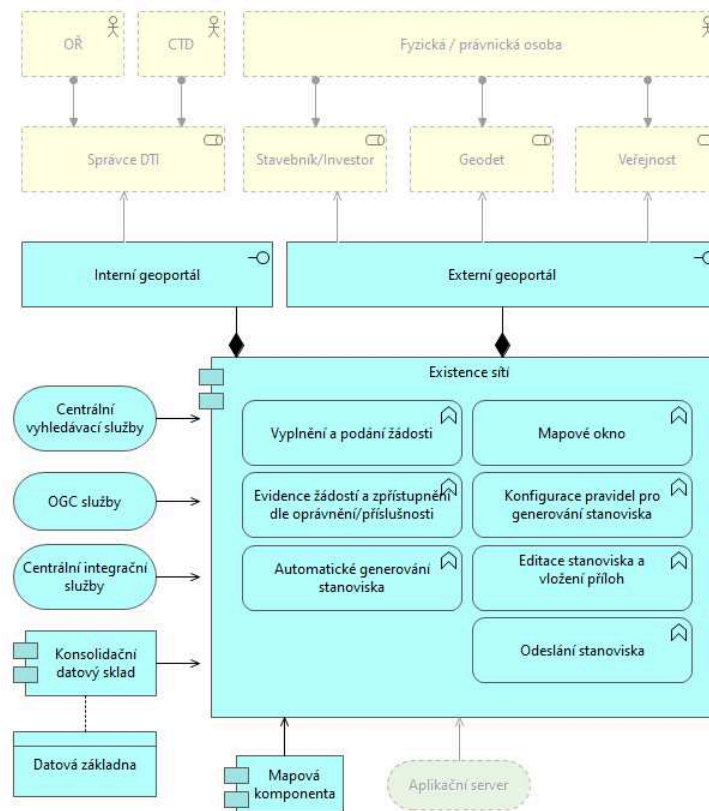 OŘ
CTD
Fyzická / právnická osoba
Správce DTI
Stavebník/Investor
Geodet
Veřejnost
Interní geoportál
Externí geoportál
Existence sítí
Centrální
vyhledávací služby
Vyplnění a podání žádosti
Mapové okno
OGC služby
Evidence žádostí a zpřístupnění
dle oprávnění/příslušnosti
Konfigurace pravidel pro
generování stanoviska
Centrální integrační
služby
Automatické generování
stanoviska
Editace stanoviska a
vložení příloh
Konsolidační
datový sklad
Odeslání stanoviska
Datová základna
Mapová
komponenta
Aplikační server